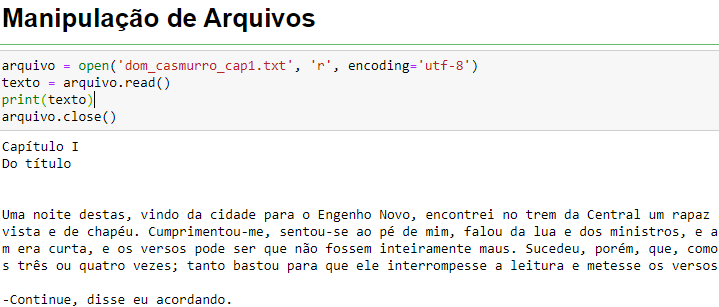 Manipulação de Arquivos
arquivo = open('dom_casmurro_cap1.txt', 'r', encoding='utf-8')
texto = arquivo.read()
print(texto)
arquivo.close()
Capítulo I
Do título
Uma noite destas, vindo da cidade para o Engenho Novo, encontrei no trem da Central um rapaz
vista e de chapéu. Cumprimentou-me, sentou-se ao pé de mim, falou da lua e dos ministros, e a
m era curta, e os versos pode ser que não fossem inteiramente maus. Sucedeu, porém, que, como
s três ou quatro vezes; tanto bastou para que ele interrompesse a leitura e metesse os versos
-Continue, disse eu acordando.